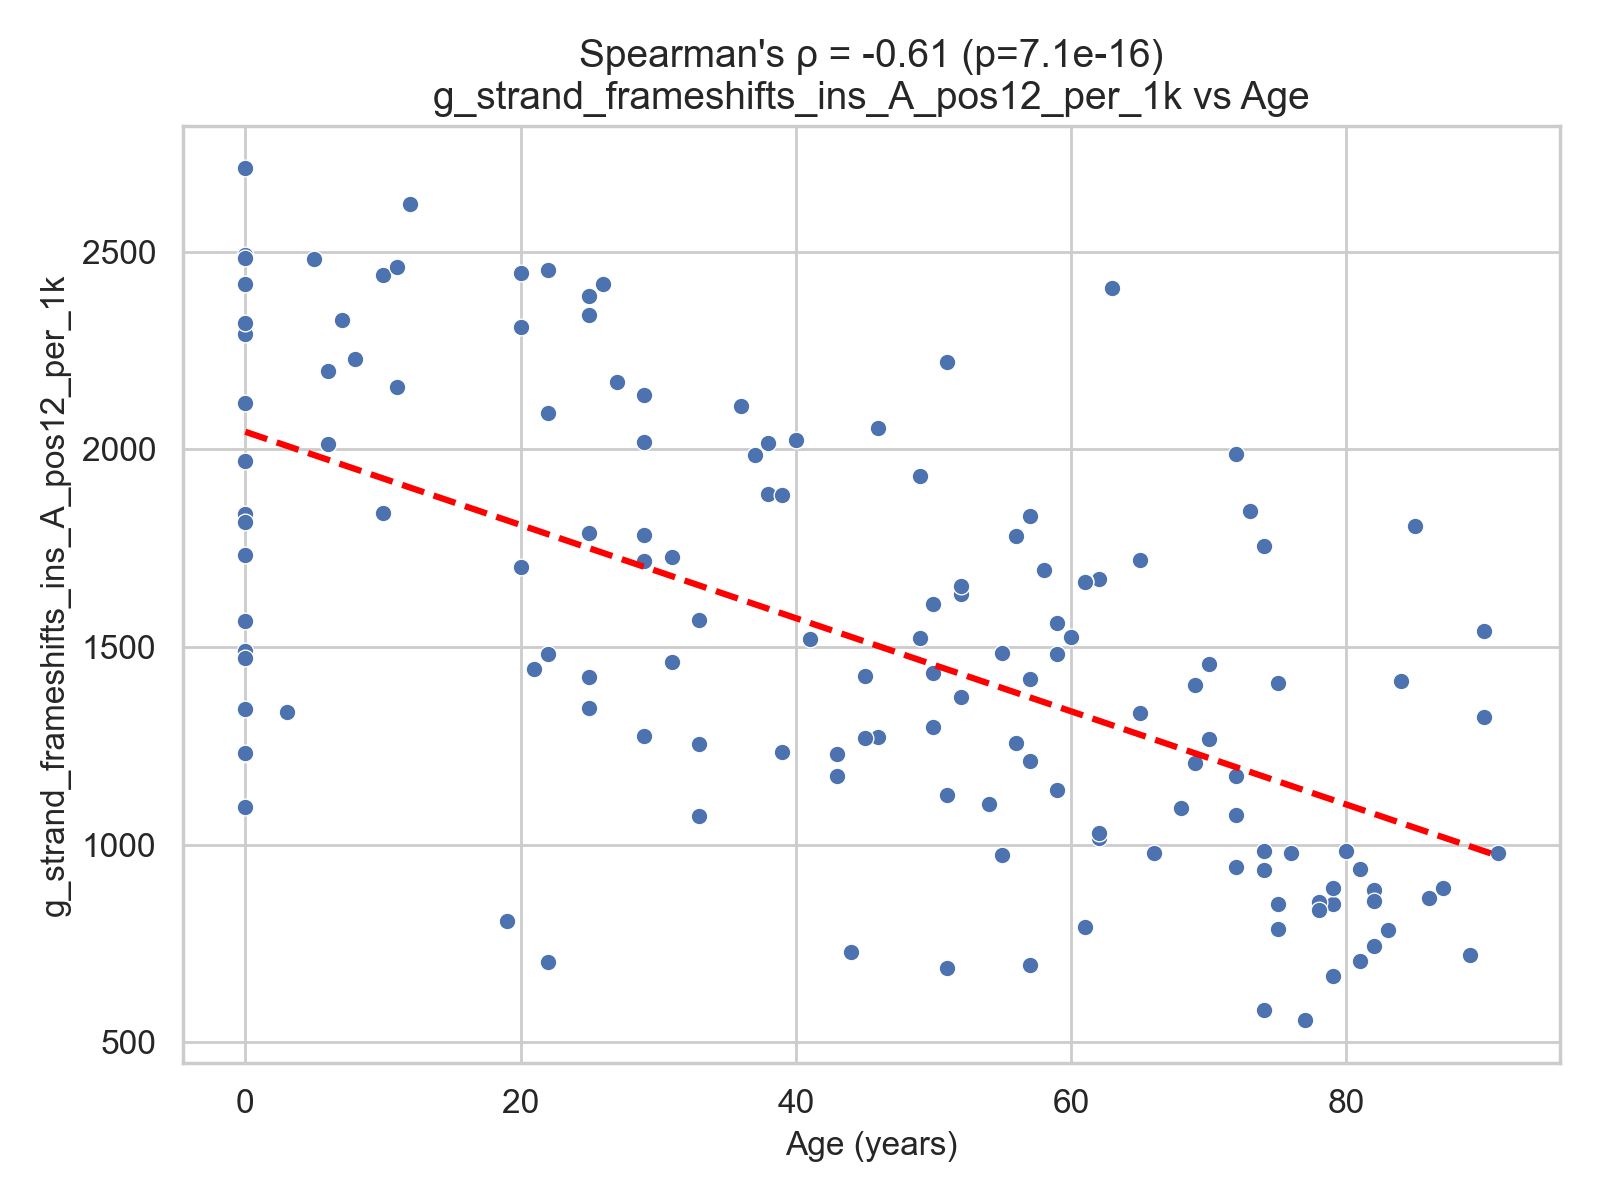 Spearman's ρ = -0.61 (p=7.1e-16)
g_strand_frameshifts_ins_A_pos12_per_1k vs Age
g_strand_frameshifts_ins_A_pos12_per_1k
2500
2000
1500
1000
500
0 20 40 60 80
Age (years)